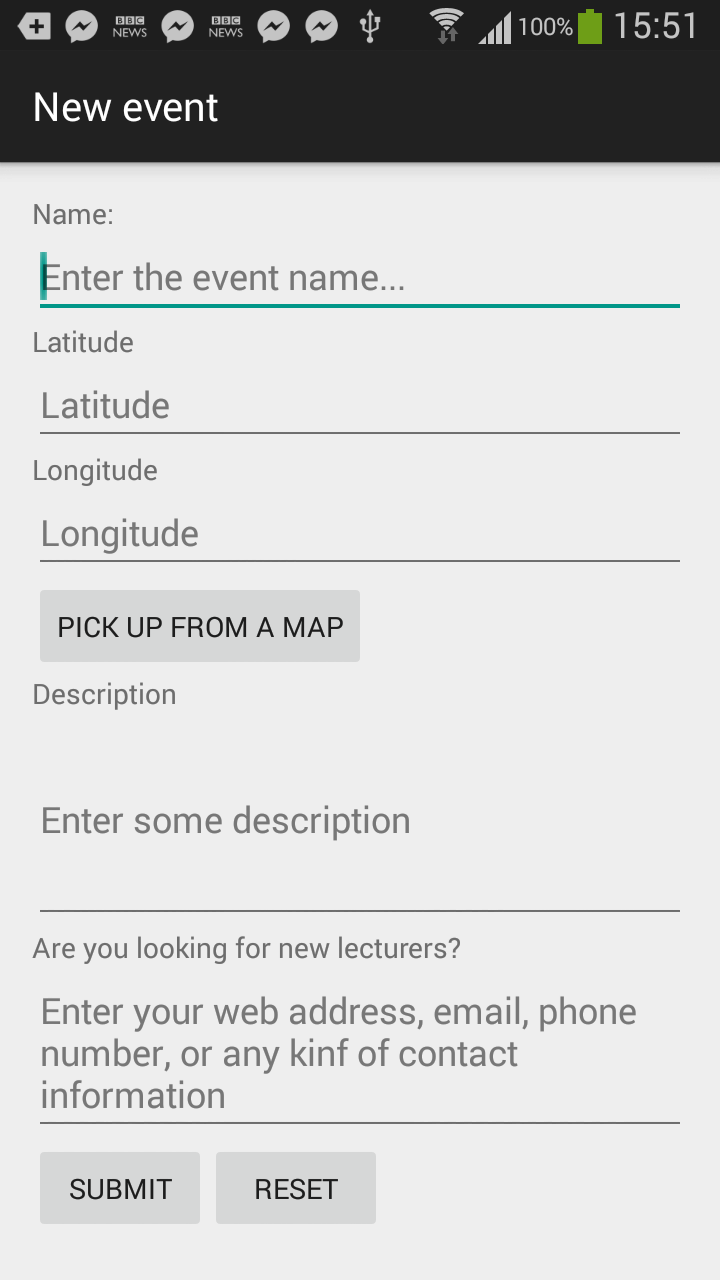 BBC NEWS BBC NEWS 100% 15:51
New event
Name:
Enter the event name...
Latitude
Latitude
Longitude
Longitude
PICK UP FROM A MAP
Description
Enter some description
Are you looking for new lecturers?
Enter your web address, email, phone
number, or any kinf of contact
information
SUBMIT RESET